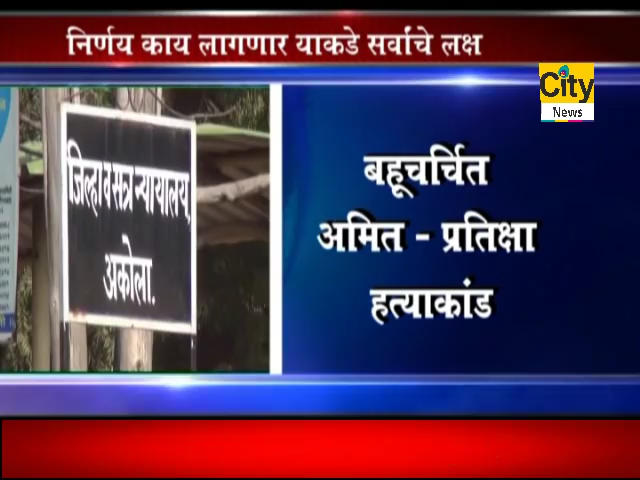 निर्णय काय लागणार याकडे सर्वांचे लक्ष
City
News
जिल्हा व सत्र न्यायालय,
अकोला.
बहूचर्चित
अमित - प्रतिक्षा
हत्याकांड